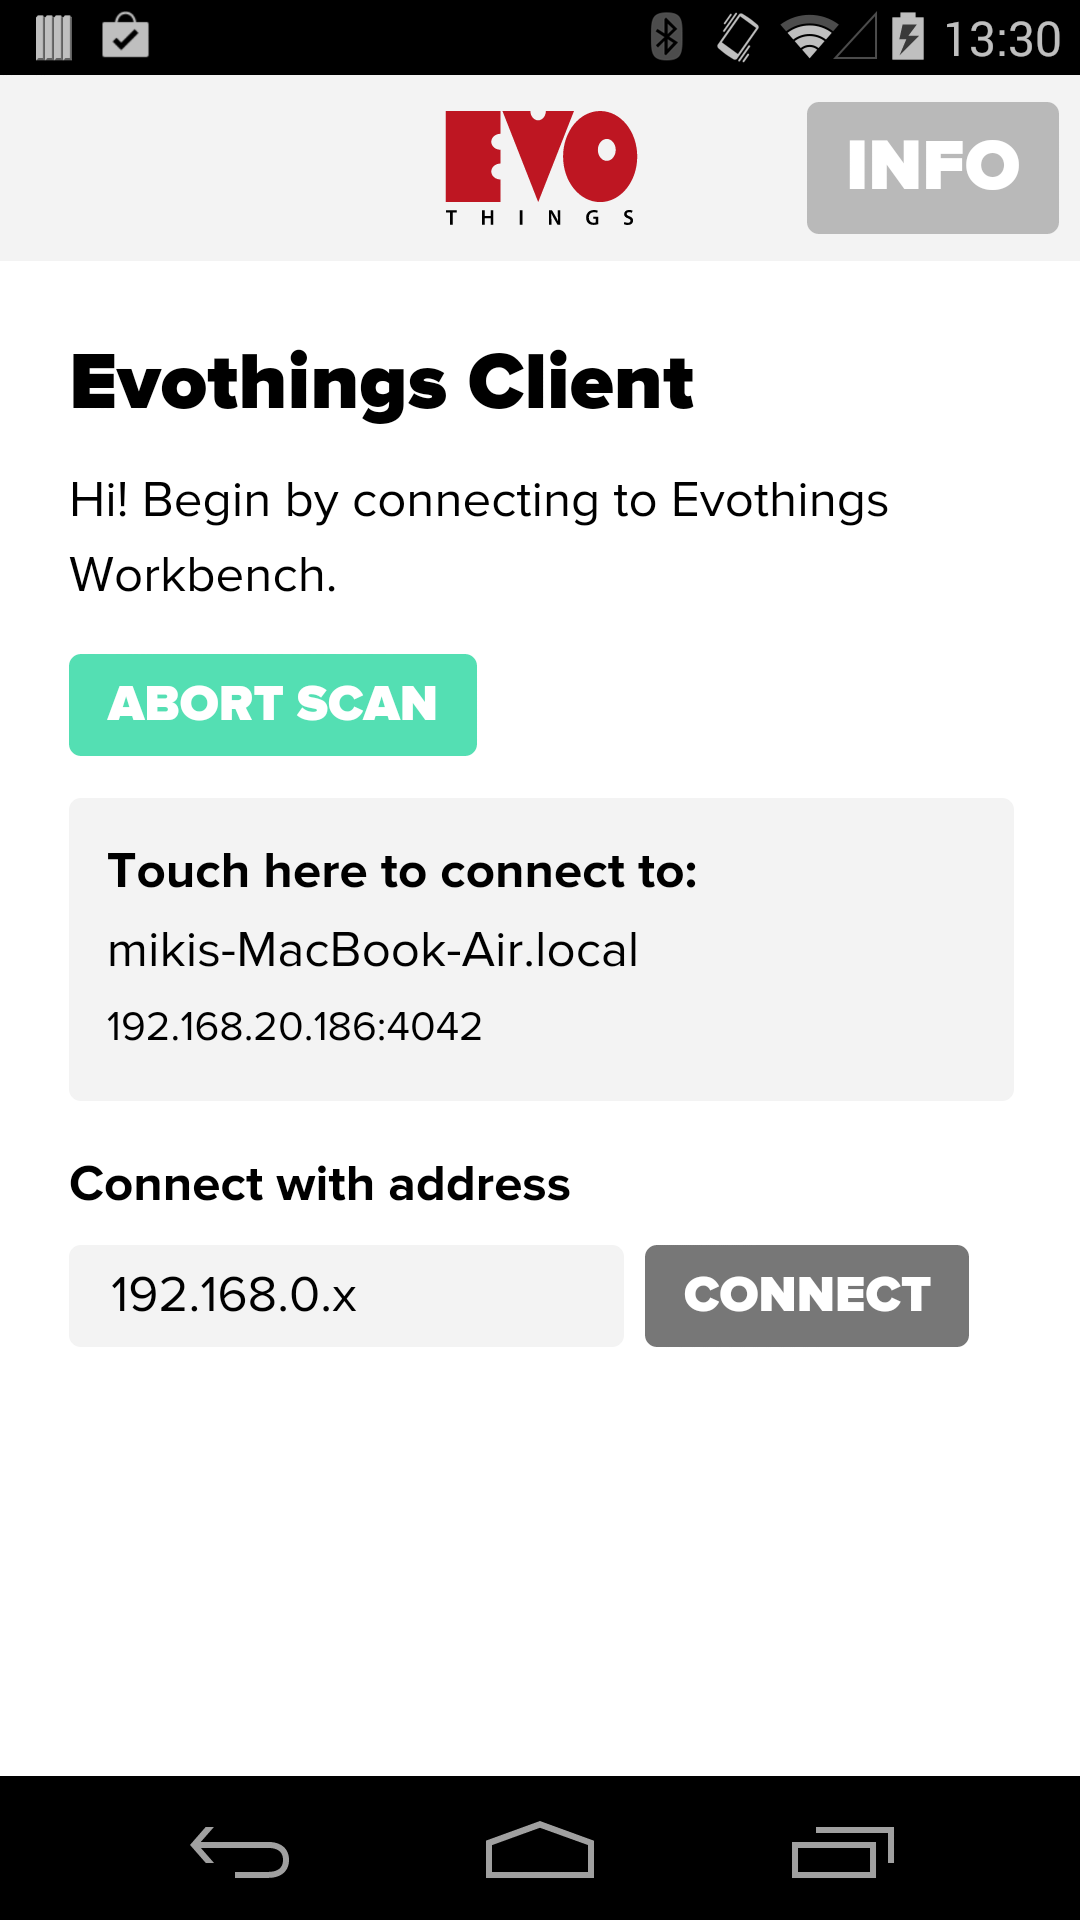 13:30
EVO
THINGS
INFO
Evothings Client
Hi! Begin by connecting to Evothings
Workbench.
ABORT SCAN
Touch here to connect to:
mikis-MacBook-Air.local
192.168.20.186:4042
Connect with address
192.168.0.x
CONNECT